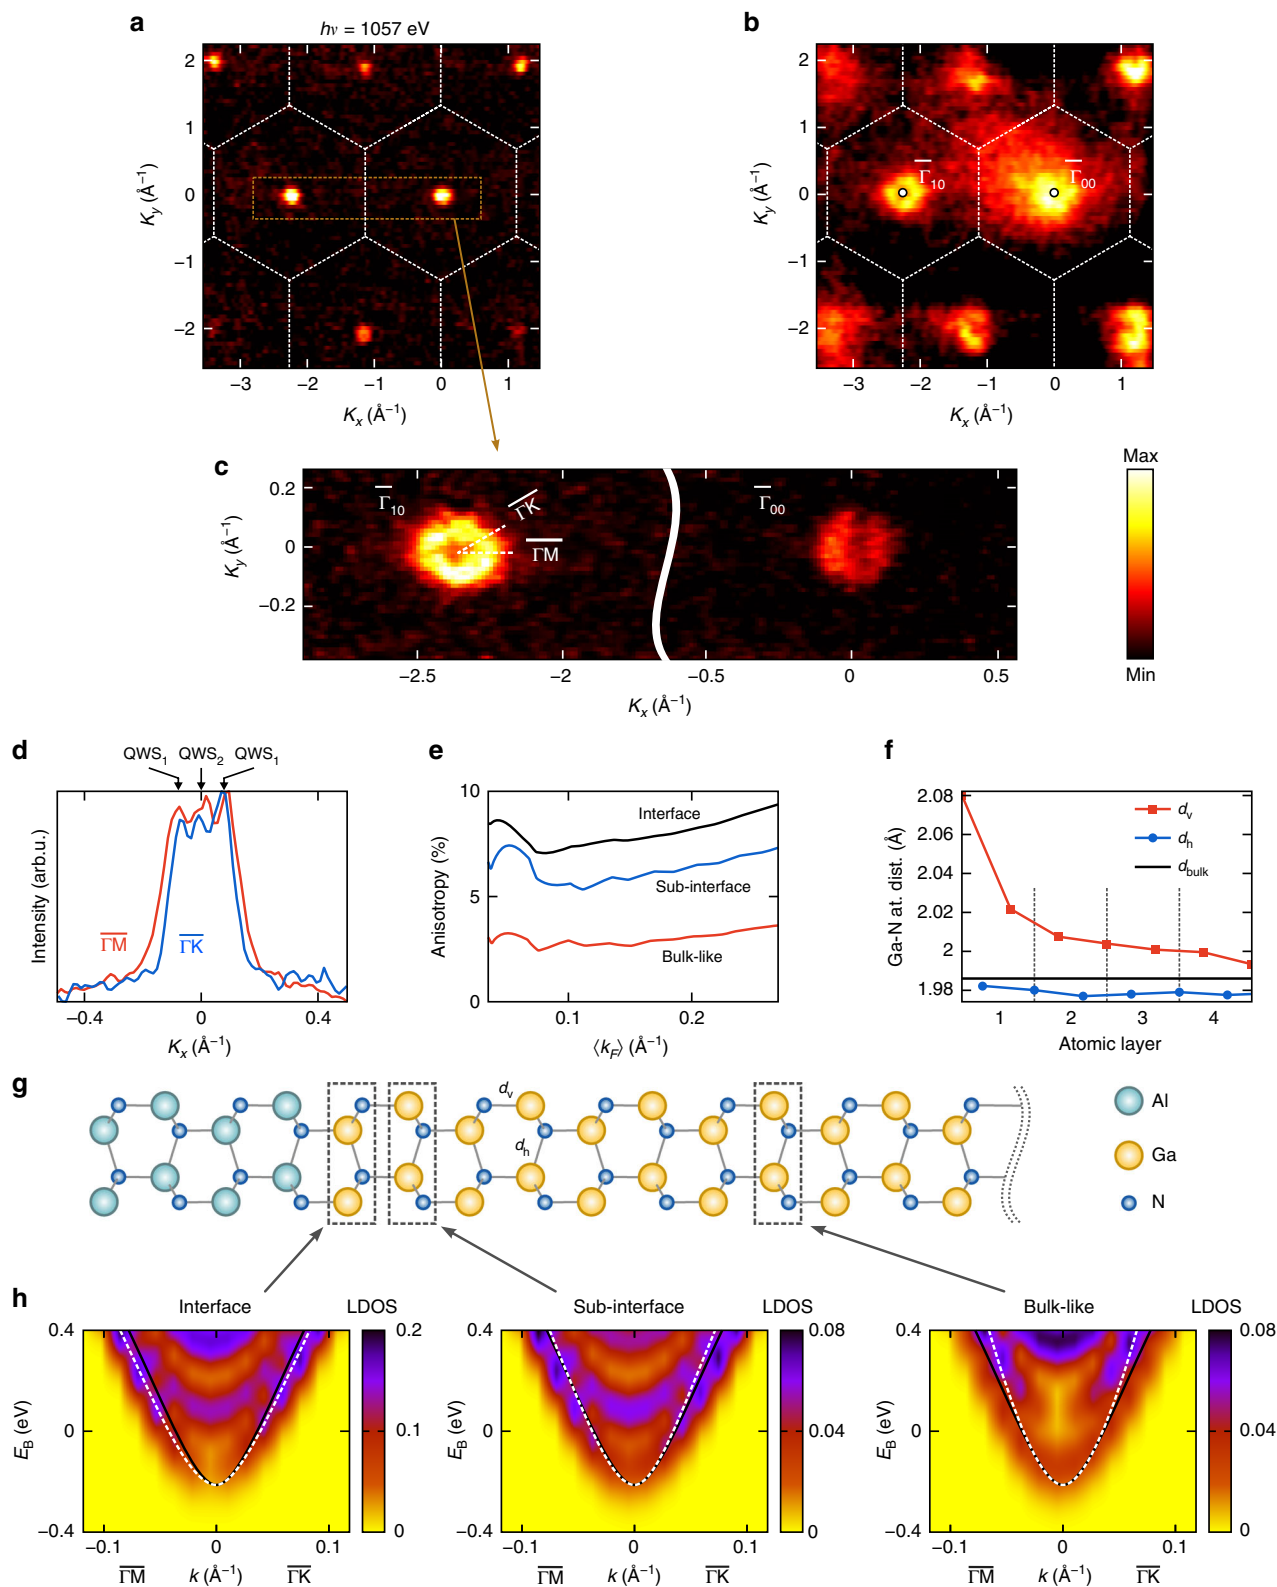 a
hν = 1057 eV
2
1
0
−1
−2
K_y (Å⁻¹)
−3
−2
−1
0
1
K_x (Å⁻¹)
b
2
1
0
−1
−2
K_y (Å⁻¹)
Γ̅₁₀
Γ̅₀₀
−3
−2
−1
0
1
K_x (Å⁻¹)
c
0.2
0
−0.2
K_y (Å⁻¹)
Γ̅₁₀
Γ̅K̅
Γ̅M̅
Γ̅₀₀
−2.5
−2
−0.5
0
0.5
K_x (Å⁻¹)
Max
Min
d
QWS₁ QWS₂ QWS₁
Intensity (arb.u.)
Γ̅M̅
Γ̅K̅
−0.4
0
0.4
K_x (Å⁻¹)
e
10
5
0
Anisotropy (%)
Interface
Sub-interface
Bulk-like
0.1
0.2
⟨k_F⟩ (Å⁻¹)
f
2.08
2.06
2.04
2.02
2
1.98
Ga-N at. dist. (Å)
d_v
d_h
d_bulk
1
2
3
4
Atomic layer
g
d_v
d_h
Al
Ga
N
h
Interface
LDOS
0.4
0
−0.4
E_B (eV)
0.2
0.1
0
−0.1
0
0.1
Γ̅M̅
k (Å⁻¹)
Γ̅K̅
Sub-interface
LDOS
0.4
0
−0.4
E_B (eV)
0.08
0.04
0
−0.1
0
0.1
Γ̅M̅
k (Å⁻¹)
Γ̅K̅
Bulk-like
LDOS
0.4
0
−0.4
E_B (eV)
0.08
0.04
0
−0.1
0
0.1
Γ̅M̅
k (Å⁻¹)
Γ̅K̅